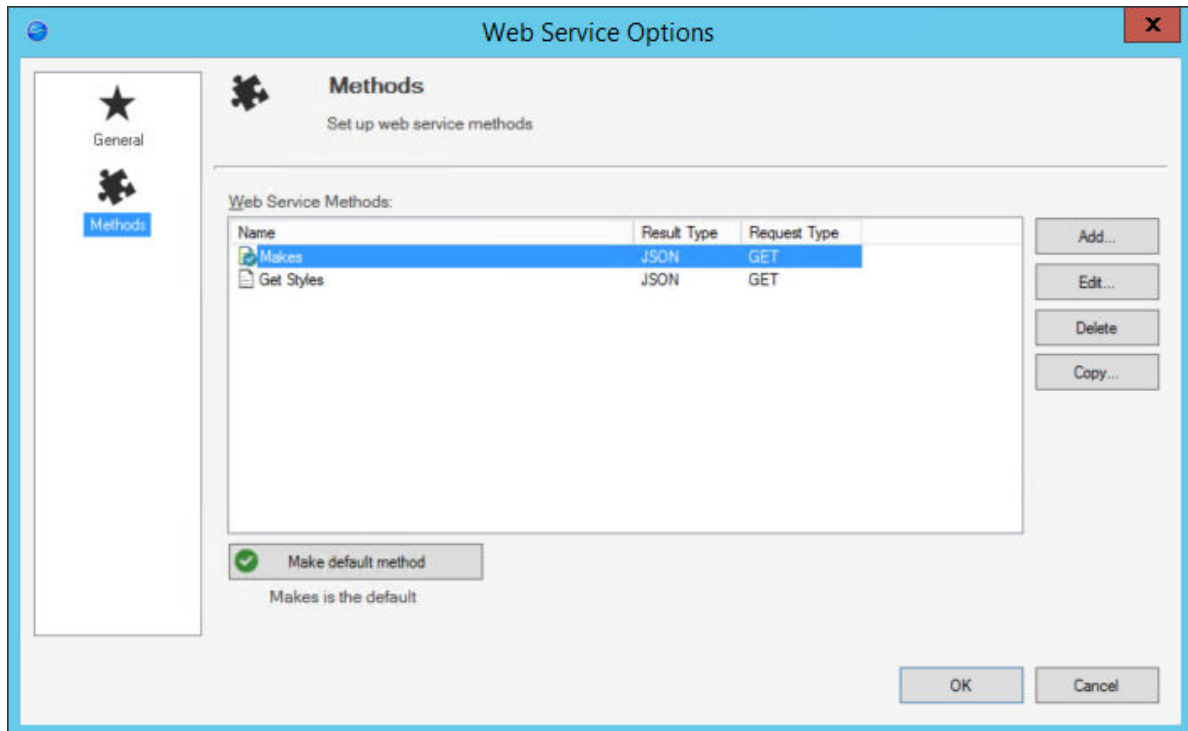 Web Service Options
X
General
Methods
Methods
Set up web service methods
Web Service Methods:
Name Result Type Request Type
Makes JSON GET
Get Styles JSON GET
Add...
Edit...
Delete
Copy...
Make default method
Makes is the default
OK Cancel